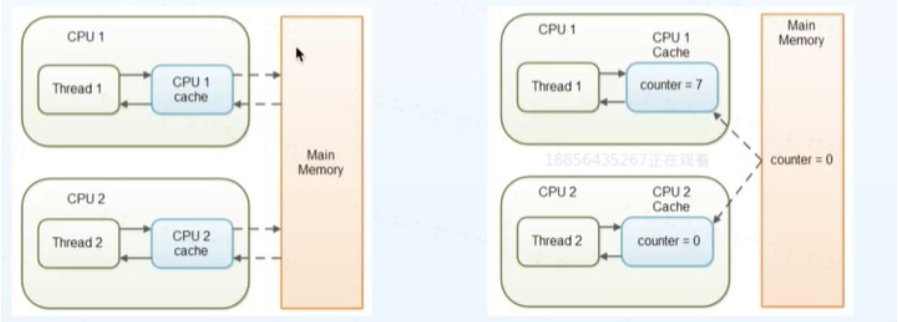 CPU 1
Thread 1
CPU 1
cache
Main
Memory
CPU 2
Thread 2
CPU 2
cache
CPU 1
CPU 1
Cache
Thread 1
counter = 7
Main
Memory
18856435267正在观看
counter = 0
CPU 2
CPU 2
Cache
Thread 2
counter = 0